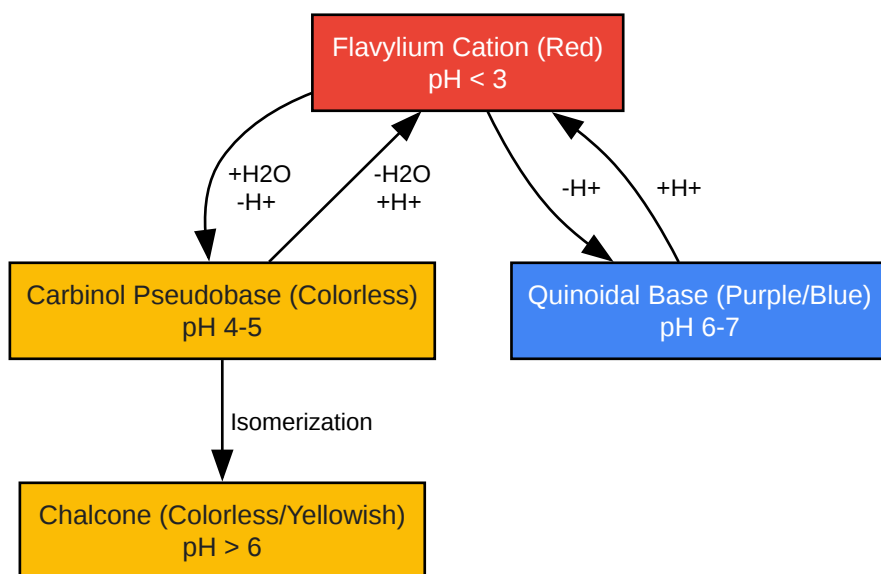 Flavylium Cation (Red)
pH < 3
+H2O
-H+
-H2O
+H+
-H+
+H+
Carbinol Pseudobase (Colorless)
pH 4-5
Quinoidal Base (Purple/Blue)
pH 6-7
Isomerization
Chalcone (Colorless/Yellowish)
pH > 6